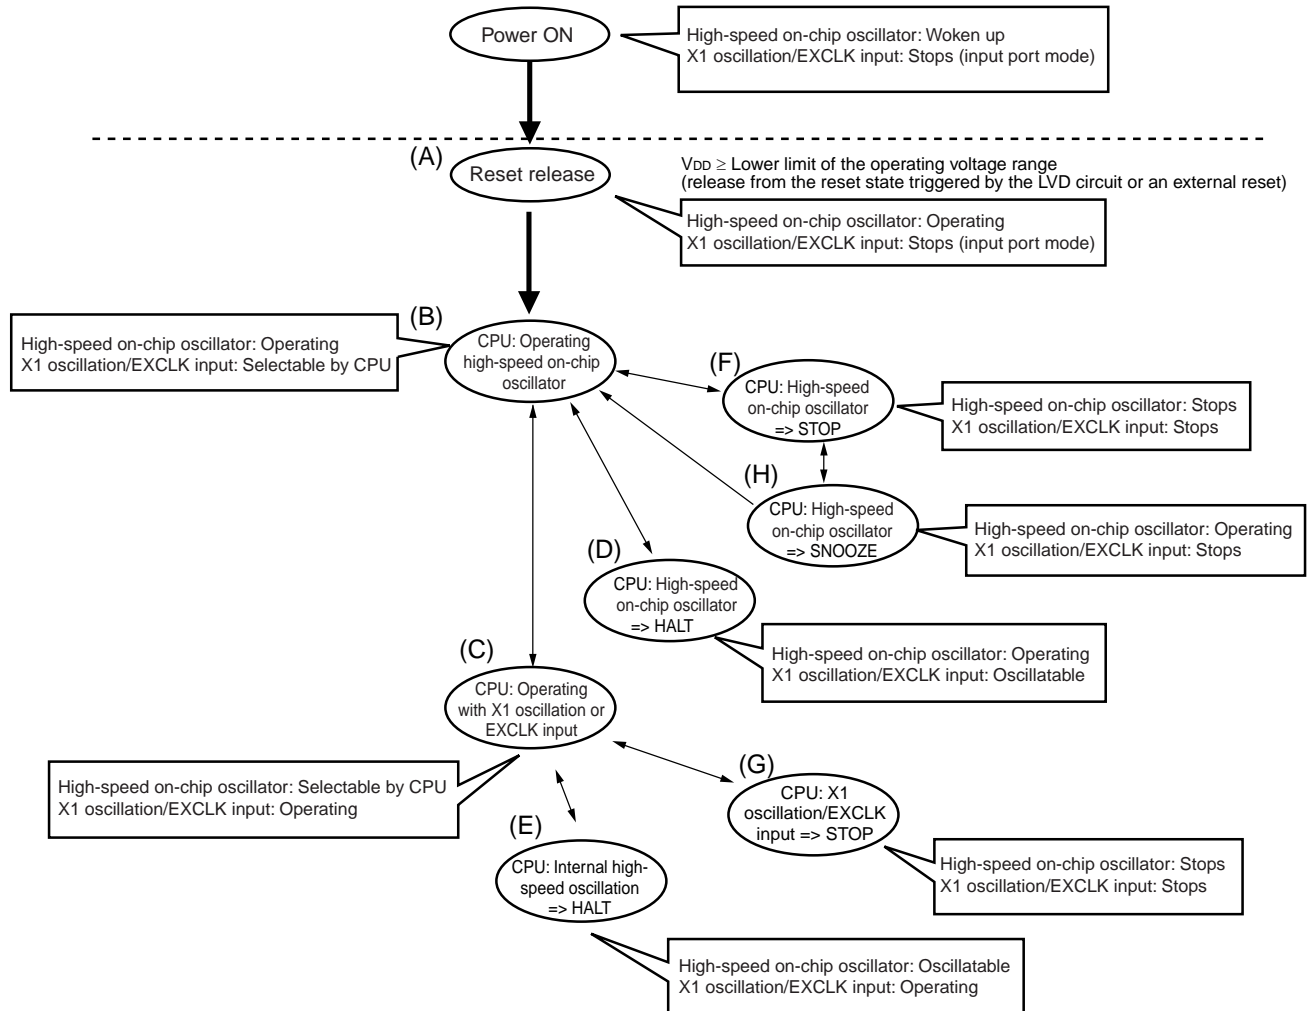 Power ON
High-speed on-chip oscillator: Woken up
X1 oscillation/EXCLK input: Stops (input port mode)
(A)
Reset release
VDD ≥ Lower limit of the operating voltage range
(release from the reset state triggered by the LVD circuit or an external reset)
High-speed on-chip oscillator: Operating
X1 oscillation/EXCLK input: Stops (input port mode)
(B)
High-speed on-chip oscillator: Operating
X1 oscillation/EXCLK input: Selectable by CPU
CPU: Operating
high-speed on-chip
oscillator
(F)
CPU: High-speed
on-chip oscillator
=> STOP
High-speed on-chip oscillator: Stops
X1 oscillation/EXCLK input: Stops
(H)
CPU: High-speed
on-chip oscillator
=> SNOOZE
High-speed on-chip oscillator: Operating
X1 oscillation/EXCLK input: Stops
(D)
CPU: High-speed
on-chip oscillator
=> HALT
High-speed on-chip oscillator: Operating
X1 oscillation/EXCLK input: Oscillatable
(C)
CPU: Operating
with X1 oscillation or
EXCLK input
High-speed on-chip oscillator: Selectable by CPU
X1 oscillation/EXCLK input: Operating
(G)
CPU: X1
oscillation/EXCLK
input => STOP
High-speed on-chip oscillator: Stops
X1 oscillation/EXCLK input: Stops
(E)
CPU: Internal high-
speed oscillation
=> HALT
High-speed on-chip oscillator: Oscillatable
X1 oscillation/EXCLK input: Operating